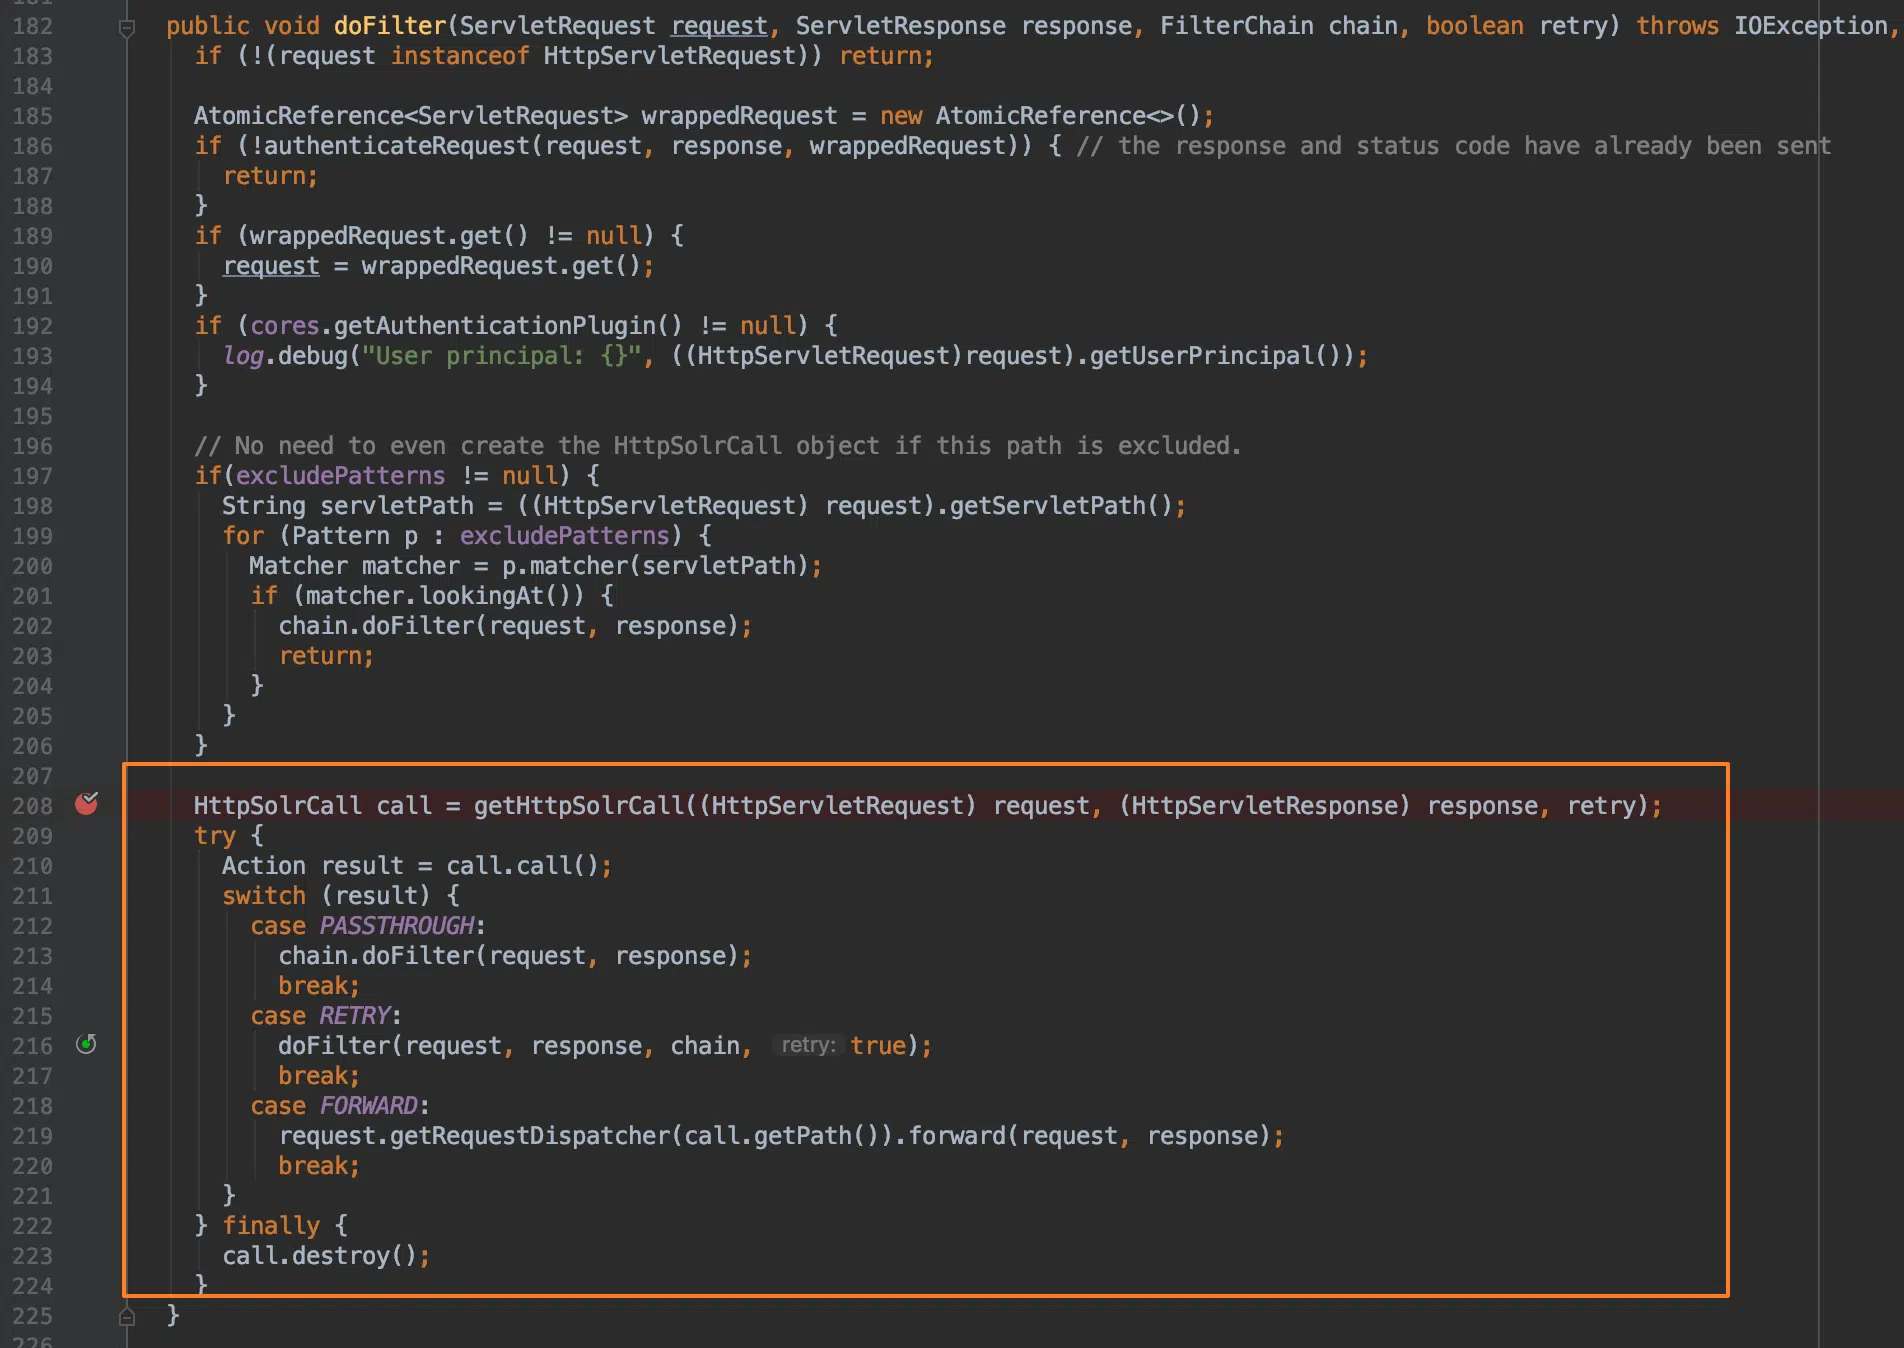 182 public void doFilter(ServletRequest request, ServletResponse response, FilterChain chain, boolean retry) throws IOException,
183 if (!(request instanceof HttpServletRequest)) return;
184
185 AtomicReference<ServletRequest> wrappedRequest = new AtomicReference<>();
186 if (!authenticateRequest(request, response, wrappedRequest)) { // the response and status code have already been sent
187 return;
188 }
189 if (wrappedRequest.get() != null) {
190 request = wrappedRequest.get();
191 }
192 if (cores.getAuthenticationPlugin() != null) {
193 log.debug("User principal: {}", ((HttpServletRequest)request).getUserPrincipal());
194 }
195
196 // No need to even create the HttpSolrCall object if this path is excluded.
197 if(excludePatterns != null) {
198 String servletPath = ((HttpServletRequest) request).getServletPath();
199 for (Pattern p : excludePatterns) {
200 Matcher matcher = p.matcher(servletPath);
201 if (matcher.lookingAt()) {
202 chain.doFilter(request, response);
203 return;
204 }
205 }
206 }
207
208 HttpSolrCall call = getHttpSolrCall((HttpServletRequest) request, (HttpServletResponse) response, retry);
209 try {
210 Action result = call.call();
211 switch (result) {
212 case PASSTHROUGH:
213 chain.doFilter(request, response);
214 break;
215 case RETRY:
216 doFilter(request, response, chain, retry: true);
217 break;
218 case FORWARD:
219 request.getRequestDispatcher(call.getPath()).forward(request, response);
220 break;
221 }
222 } finally {
223 call.destroy();
224 }
225 }
226